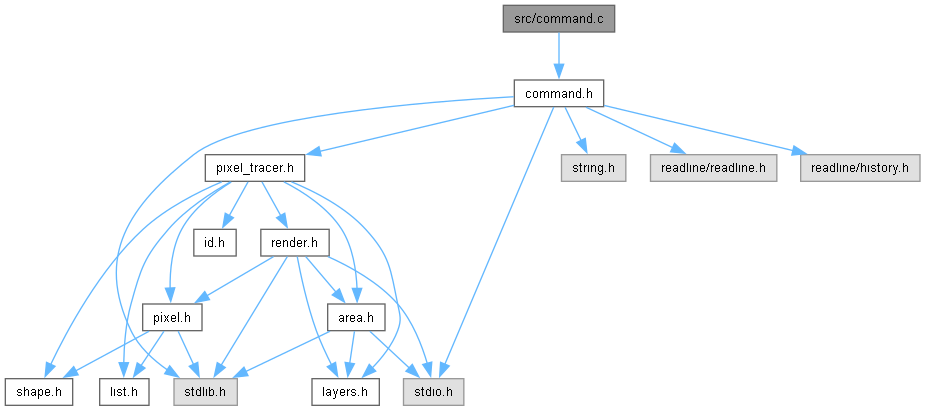 src/command.c
command.h
pixel_tracer.h
string.h
readline/readline.h
readline/history.h
id.h
render.h
pixel.h
area.h
shape.h
list.h
stdlib.h
layers.h
stdio.h